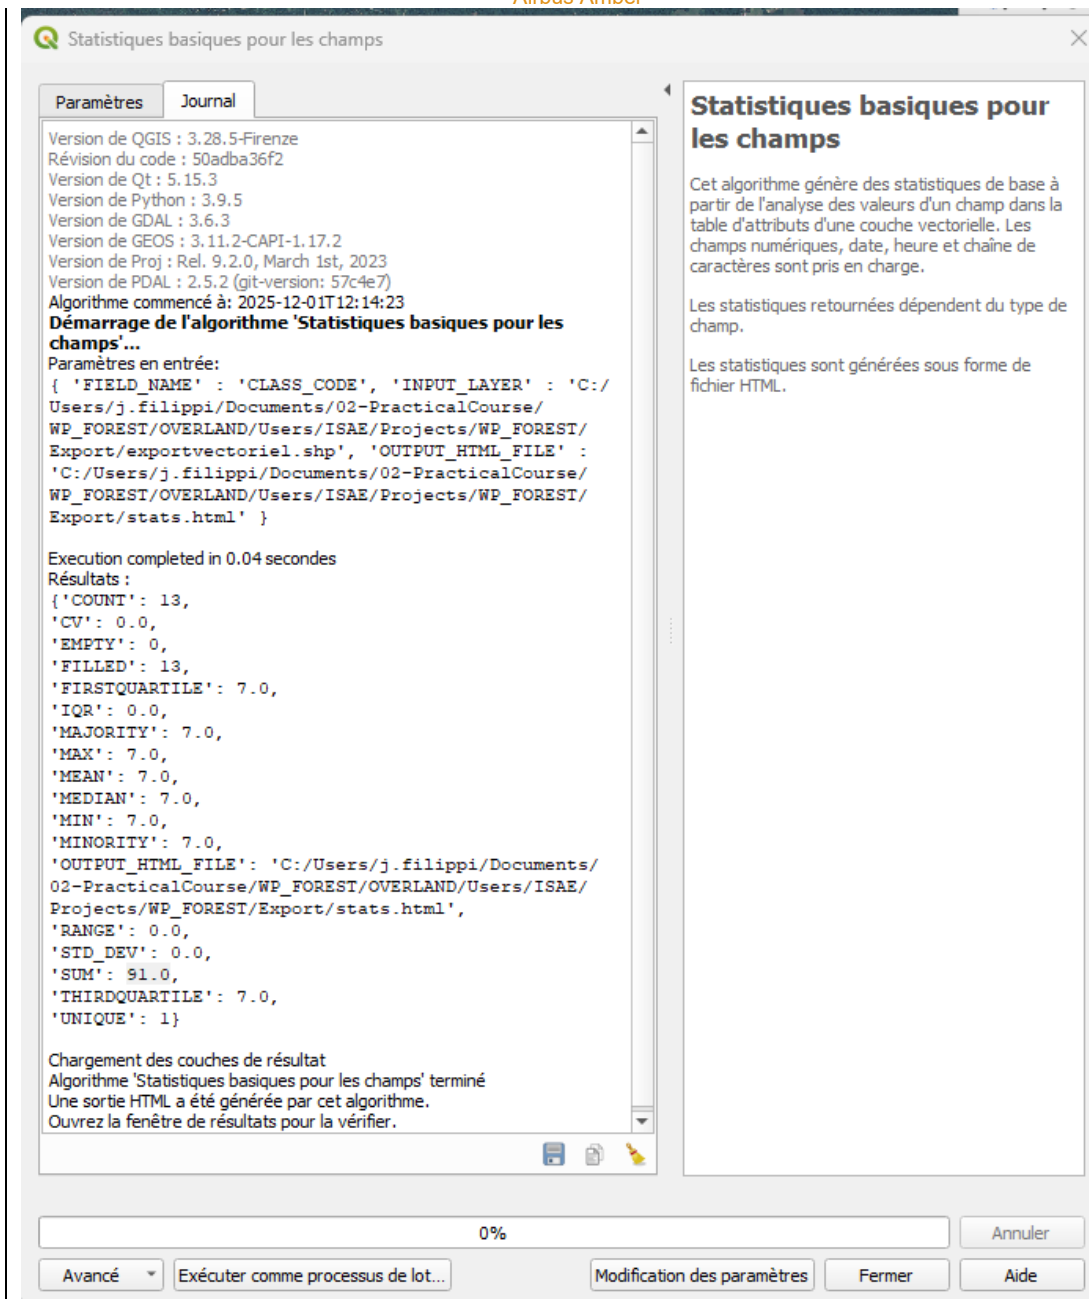 Airbus Amber
Statistiques basiques pour les champs
Paramètres
Journal
Version de QGIS : 3.28.5-Firenze
Révision du code : 50adba36f2
Version de Qt : 5.15.3
Version de Python : 3.9.5
Version de GDAL : 3.6.3
Version de GEOS : 3.11.2-CAPI-1.17.2
Version de Proj : Rel. 9.2.0, March 1st, 2023
Version de PDAL : 2.5.2 (git-version: 57c4e7)
Algorithme commencé à: 2025-12-01T12:14:23
Démarrage de l'algorithme 'Statistiques basiques pour les
champs'...
Paramètres en entrée:
{ 'FIELD_NAME' : 'CLASS_CODE', 'INPUT_LAYER' : 'C:/
Users/j.filippi/Documents/02-PracticalCourse/
WP_FOREST/OVERLAND/Users/ISAE/Projects/WP_FOREST/
Export/exportvectoriel.shp', 'OUTPUT_HTML_FILE' :
'C:/Users/j.filippi/Documents/02-PracticalCourse/
WP_FOREST/OVERLAND/Users/ISAE/Projects/WP_FOREST/
Export/stats.html' }
Execution completed in 0.04 secondes
Résultats :
{'COUNT': 13,
'CV': 0.0,
'EMPTY': 0,
'FILLED': 13,
'FIRSTQUARTILE': 7.0,
'IQR': 0.0,
'MAJORITY': 7.0,
'MAX': 7.0,
'MEAN': 7.0,
'MEDIAN': 7.0,
'MIN': 7.0,
'MINORITY': 7.0,
'OUTPUT_HTML_FILE': 'C:/Users/j.filippi/Documents/
02-PracticalCourse/WP_FOREST/OVERLAND/Users/ISAE/
Projects/WP_FOREST/Export/stats.html',
'RANGE': 0.0,
'STD_DEV': 0.0,
'SUM': 91.0,
'THIRDQUARTILE': 7.0,
'UNIQUE': 1}
Chargement des couches de résultat
Algorithme 'Statistiques basiques pour les champs' terminé
Une sortie HTML a été générée par cet algorithme.
Ouvrez la fenêtre de résultats pour la vérifier.
Statistiques basiques pour
les champs
Cet algorithme génère des statistiques de base à
partir de l'analyse des valeurs d'un champ dans la
table d'attributs d'une couche vectorielle. Les
champs numériques, date, heure et chaîne de
caractères sont pris en charge.
Les statistiques retournées dépendent du type de
champ.
Les statistiques sont générées sous forme de
fichier HTML.
0%
Annuler
Avancé
Exécuter comme processus de lot...
Modification des paramètres
Fermer
Aide